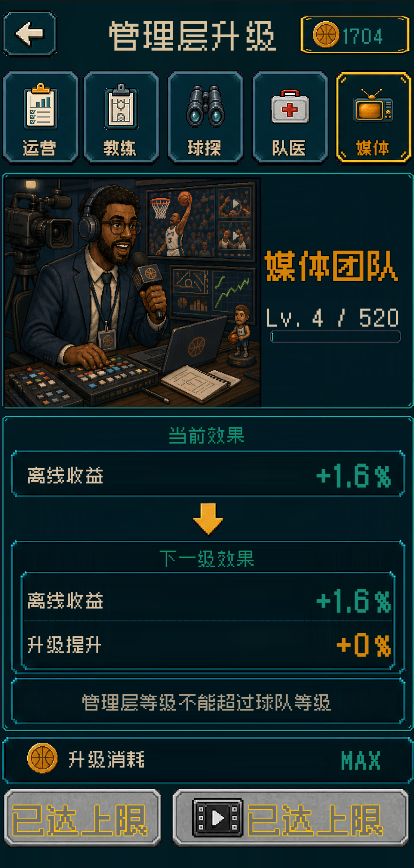 管理层升级
1704
运营
教练
球探
队医
媒体
媒体团队
Lv. 4 / 520
当前效果
离线收益 +1.6%
下一级效果
离线收益 +1.6%
升级提升 +0%
管理层等级不能超过球队等级
升级消耗 MAX
已达上限
已达上限